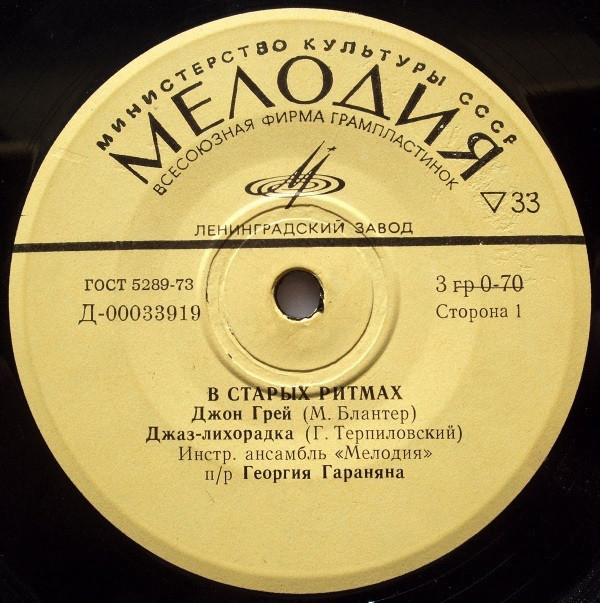 МИНИСТЕРСТВО КУЛЬТУРЫ СССР
МЕЛОДИЯ
ВСЕСОЮЗНАЯ ФИРМА ГРАМПЛАСТИНОК
▽33
ЛЕНИНГРАДСКИЙ ЗАВОД
ГОСТ 5289-73
3 гр 0-70
Д-00033919
Сторона 1
В СТАРЫХ РИТМАХ
Джон Грей (М. Блантер)
Джаз-лихорадка (Г. Терпиловский)
Инстр. ансамбль «Мелодия»
п/р Георгия Гараняна